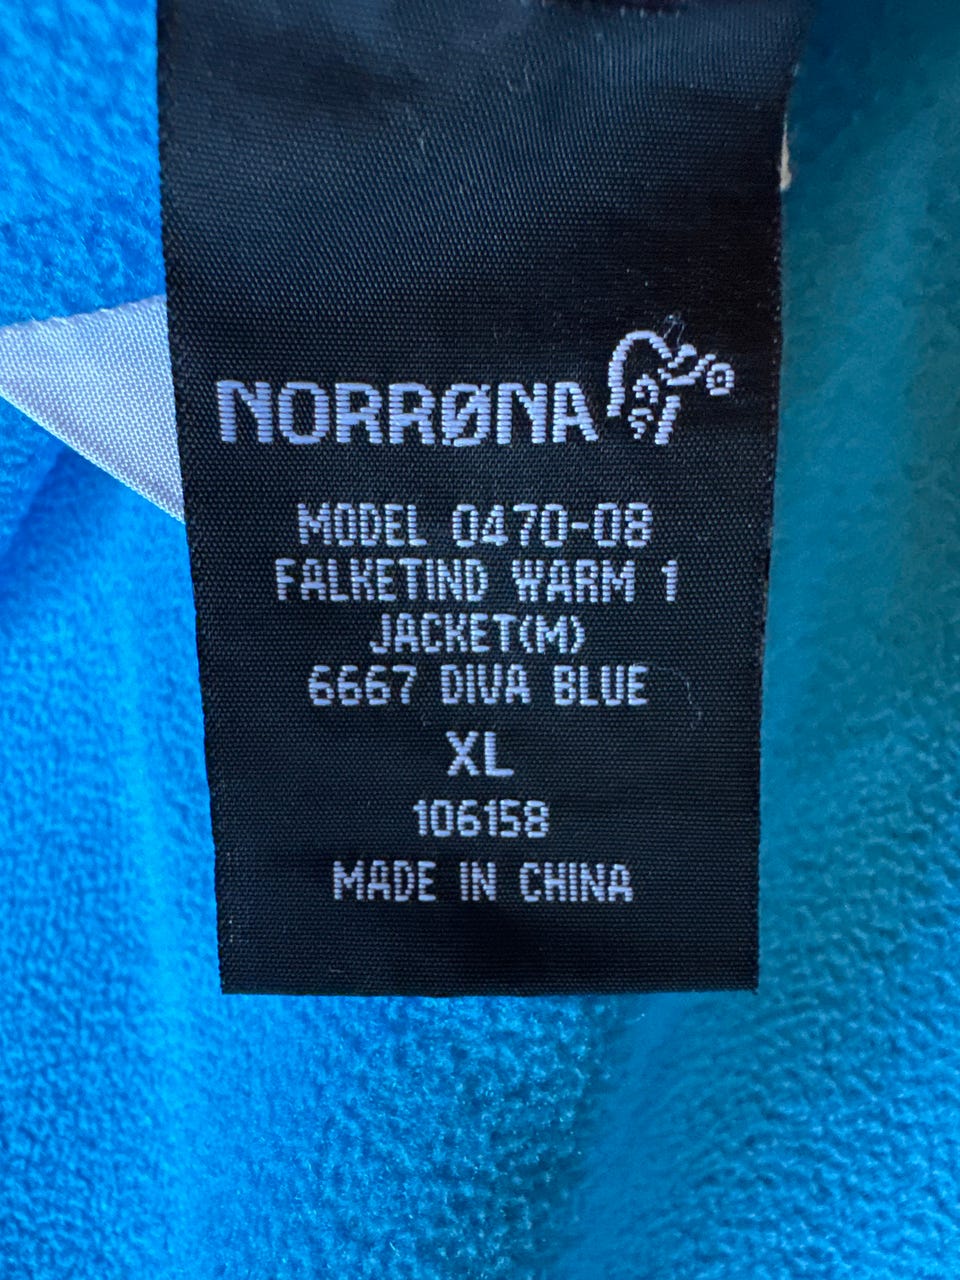 NORRØNA
MODEL 0470-08
FALKETIND WARM 1
JACKET(M)
6667 DIVA BLUE
XL
106158
MADE IN CHINA